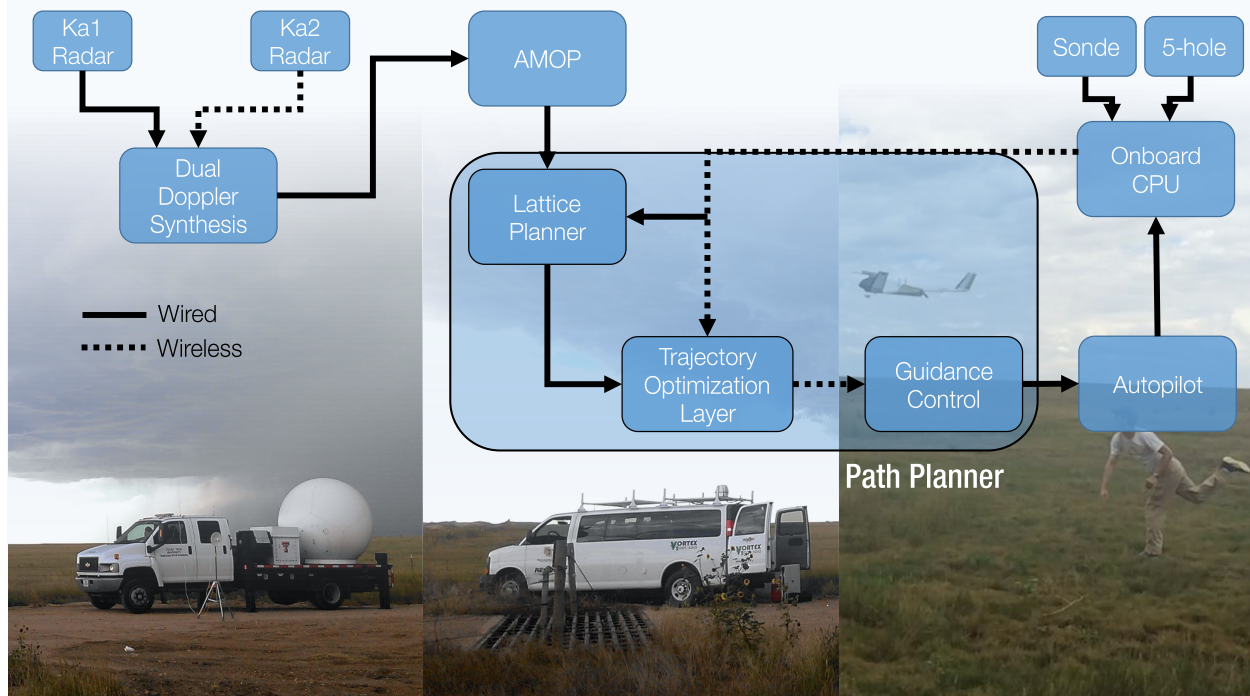 Ka1
Radar
Ka2
Radar
AMOP
Sonde
5-hole
Dual
Doppler
Synthesis
Onboard
CPU
Lattice
Planner
Wired
Wireless
Trajectory
Optimization
Layer
Guidance
Control
Autopilot
Path Planner
VORTEX
VORTEX